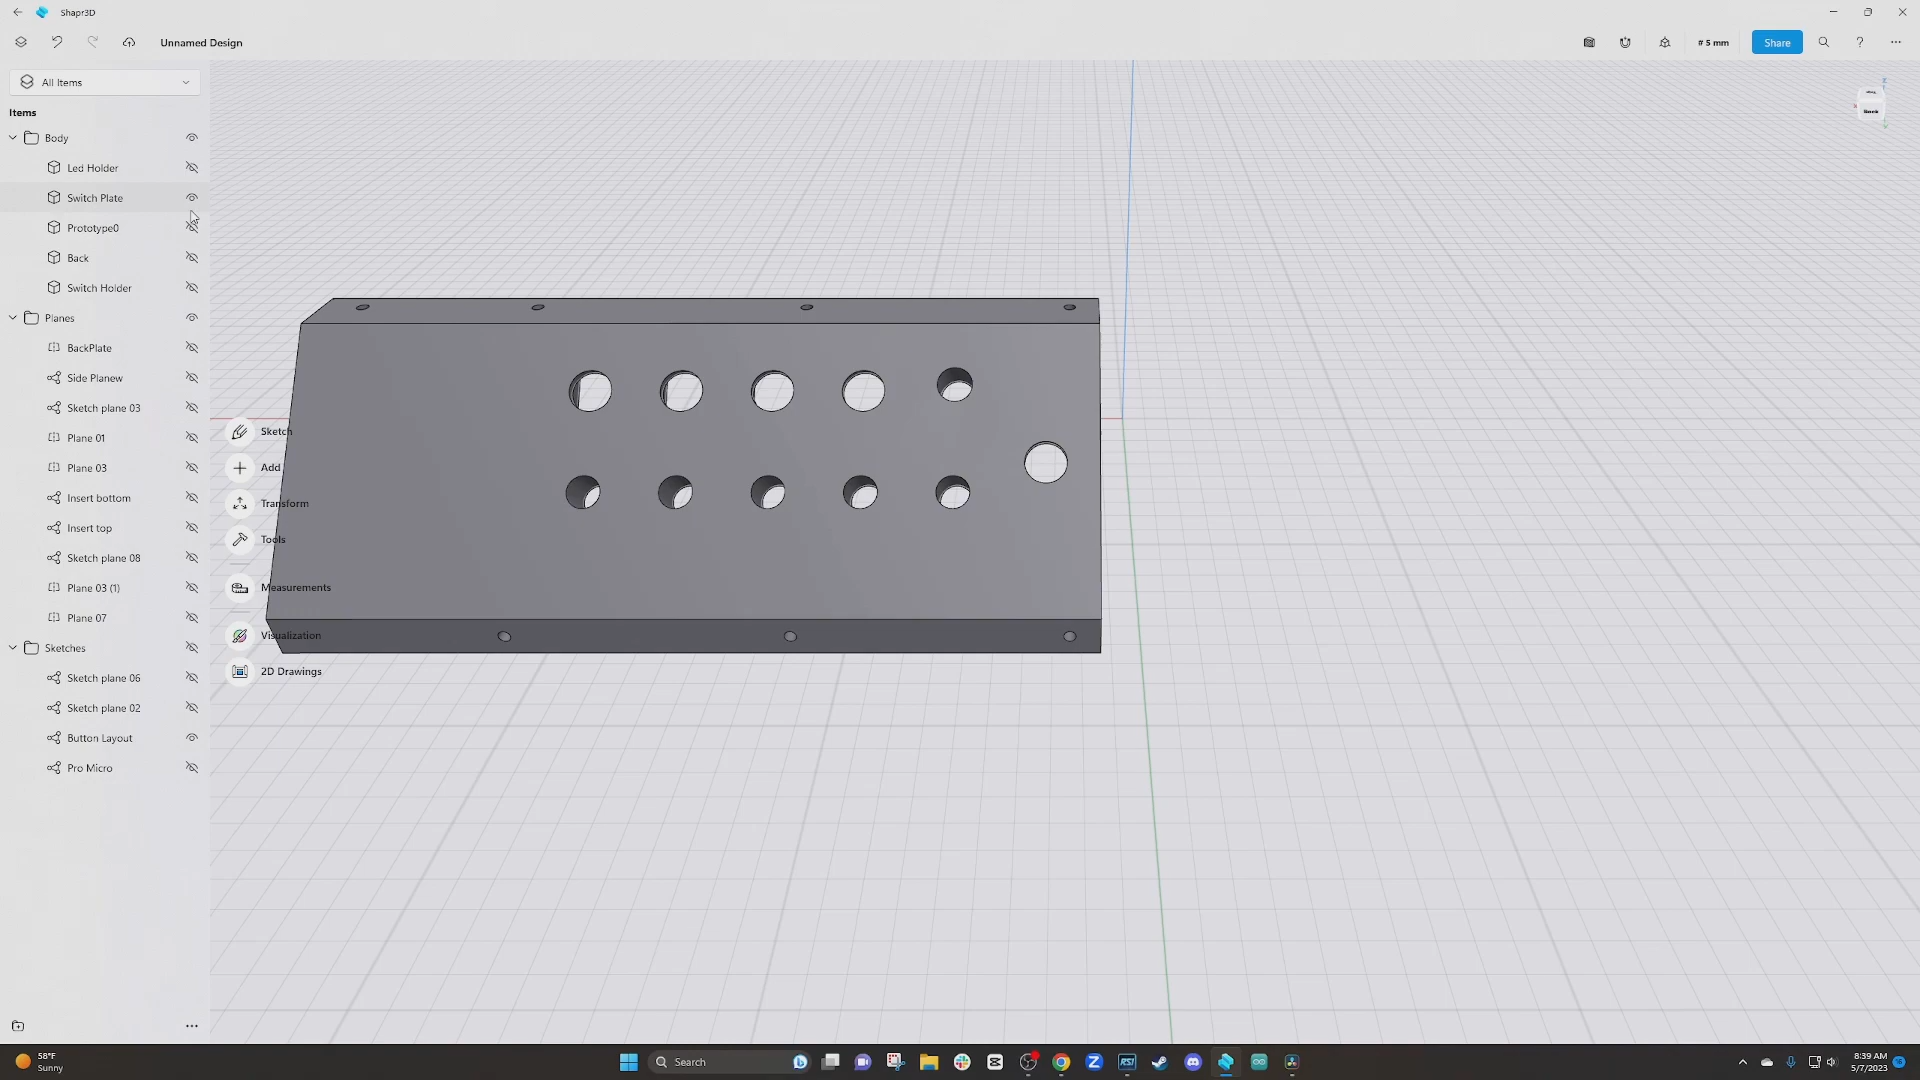 Shapr3D
Unnamed Design
# 5 mm
Share
?
All Items
Items
Body
Led Holder
Switch Plate
Prototype0
Back
Switch Holder
Planes
BackPlate
Side Planew
Sketch plane 03
Plane 01
Plane 03
Insert bottom
Insert top
Sketch plane 08
Plane 03 (1)
Plane 07
Sketches
Sketch plane 06
Sketch plane 02
Button Layout
Pro Micro
Sketch
Add
Transform
Tools
Measurements
Visualization
2D Drawings
Back
58°F
Sunny
Search
RSI
8:39 AM
5/7/2023